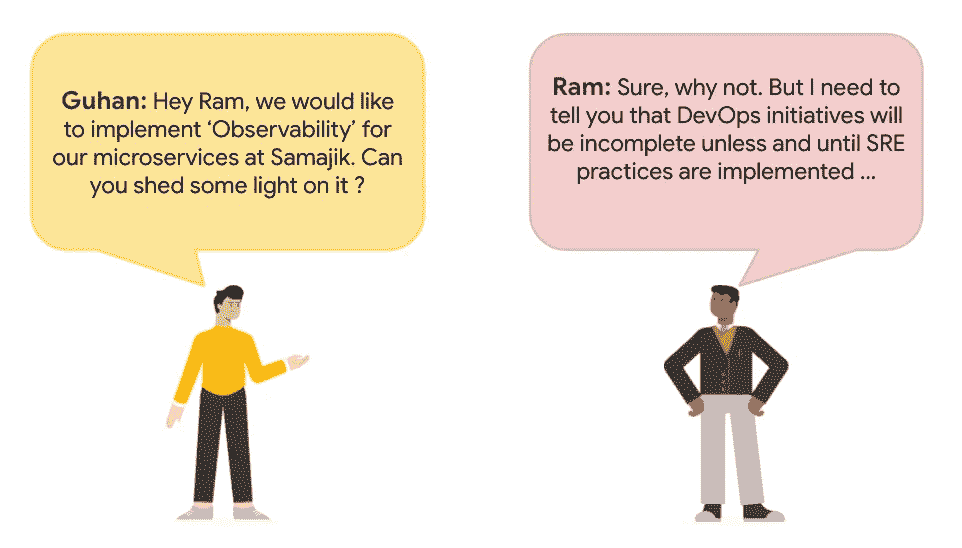 Guhan: Hey Ram, we would like
to implement ‘Observability’ for
our microservices at Samajik. Can
you shed some light on it ?
Ram: Sure, why not. But I need to
tell you that DevOps initiatives will
be incomplete unless and until SRE
practices are implemented ...